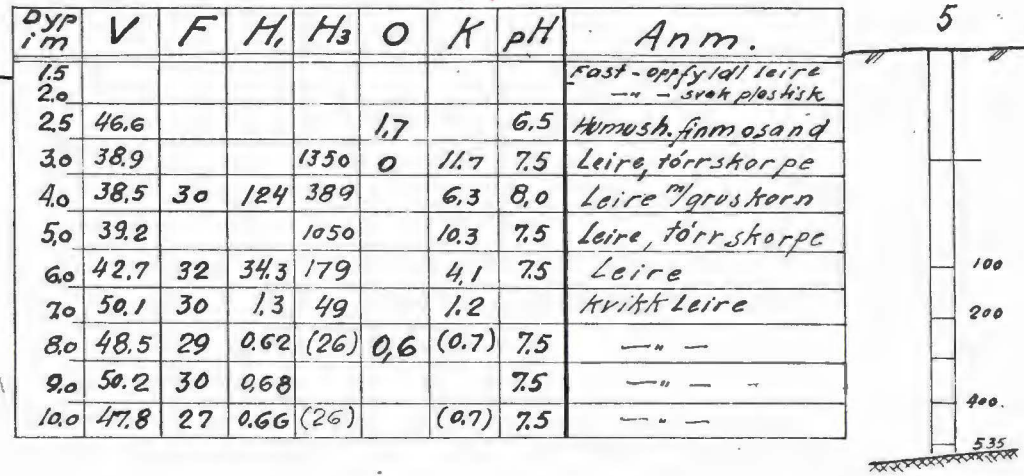 Dyp im V F H₁ H₃ O K pH Anm.
1.5 Fast - oppfyldl leire
2.0 —"— svak plastisk
2.5 46.6 1.7 6.5 Humush. finmosand
3.0 38.9 1350 0 11.7 7.5 Leire, tórrskorpe
4.0 38.5 30 124 389 6.3 8,0 Leire m/gruskorn
5,0 39.2 1050 10.3 7.5 Leire, tórrskorpe
6.0 42.7 32 34.3 179 4,1 7.5 Leire
7.0 50.1 30 1.3 49 1.2 Kvikk Leire
8.0 48.5 29 0.62 (26) 0,6 (0.7) 7.5 —"—
9.0 50.2 30 0,68 7.5 —"—
10.0 47.8 27 0.66 (26) (0.7) 7.5 —"—
5
100
200
400.
535